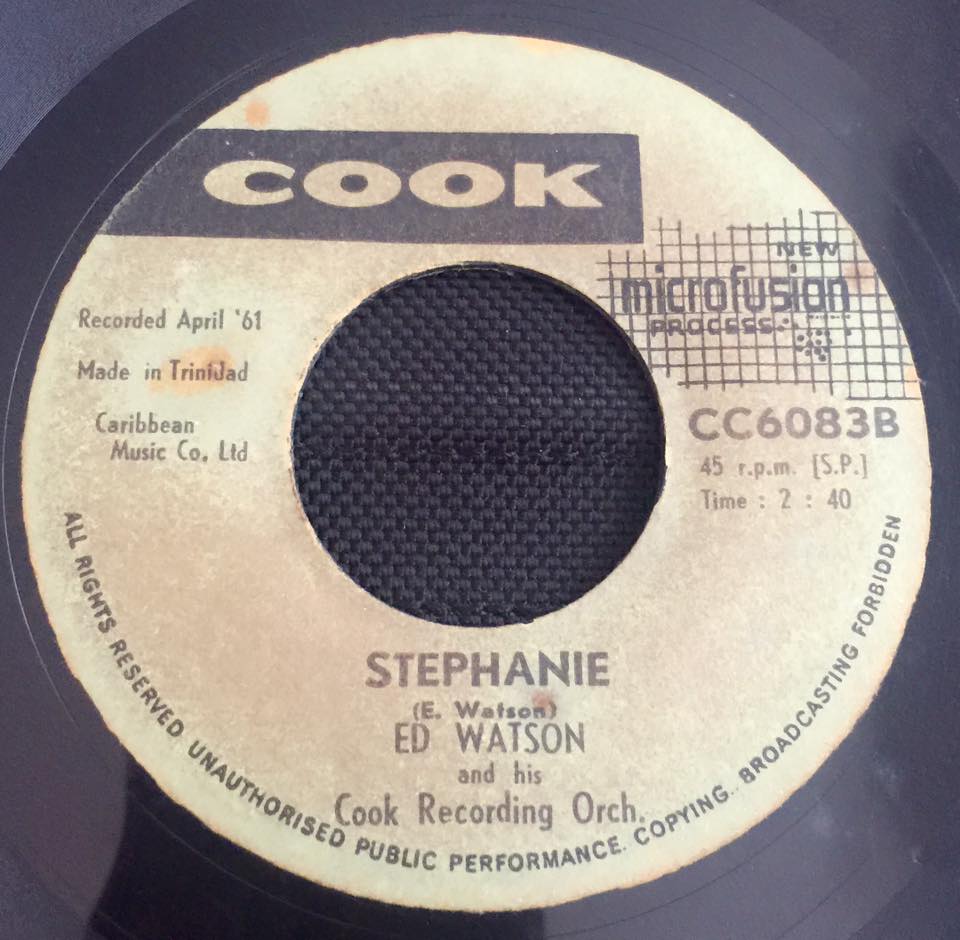 COOK
NEW
microfusion
PROCESS
Recorded April '61
Made in Trinidad
Caribbean
Music Co. Ltd
CC6083B
45 r.p.m. [S.P.]
Time : 2 : 40
STEPHANIE
(E. Watson)
ED WATSON
and his
Cook Recording Orch.
ALL RIGHTS RESERVED UNAUTHORISED PUBLIC PERFORMANCE. COPYING.. BROADCASTING FORBIDDEN